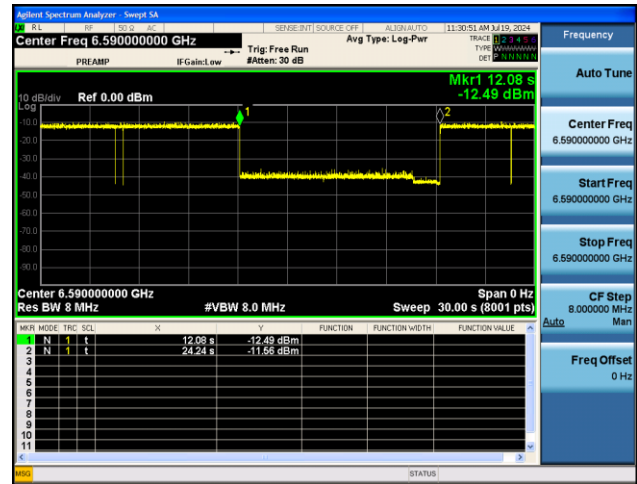 Agilent Spectrum Analyzer - Swept SA
RL RF 50 Ω AC SENSE:INT SOURCE OFF ALIGNAUTO 11:30:51 AM Jul 19, 2024
Center Freq 6.590000000 GHz
Avg Type: Log-Pwr
TRACE 1 2 3 4 5 6
Trig: Free Run
TYPE
PREAMP IFGain:Low #Atten: 30 dB
DET P N N N N N
Mkr1 12.08 s
-12.49 dBm
10 dB/div Ref 0.00 dBm
Log
1
2
-10.0
-20.0
-30.0
-40.0
-50.0
-60.0
-70.0
-80.0
-90.0
Center 6.590000000 GHz Span 0 Hz
Res BW 8 MHz #VBW 8.0 MHz Sweep 30.00 s (8001 pts)
MKR MODE TRC SCL X Y FUNCTION FUNCTION WIDTH FUNCTION VALUE
1 N 1 t 12.08 s -12.49 dBm
2 N 1 t 24.24 s -11.56 dBm
3
4
5
6
7
8
9
10
11
MSG STATUS
Frequency
Auto Tune
Center Freq
6.590000000 GHz
Start Freq
6.590000000 GHz
Stop Freq
6.590000000 GHz
CF Step
8.000000 MHz
Auto Man
Freq Offset
0 Hz